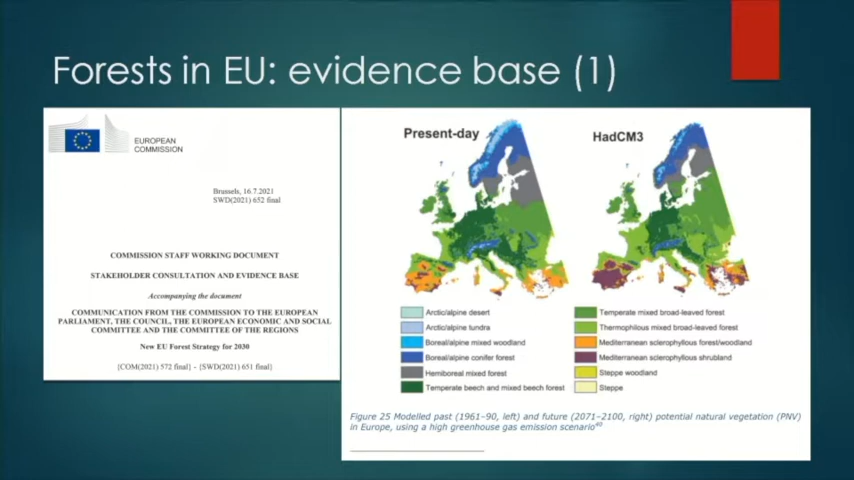 Forests in EU: evidence base (1)
EUROPEAN
COMMISSION
Brussels, 16.7.2021
SWD(2021) 652 final
COMMISSION STAFF WORKING DOCUMENT
STAKEHOLDER CONSULTATION AND EVIDENCE BASE
Accompanying the document
COMMUNICATION FROM THE COMMISSION TO THE EUROPEAN
PARLIAMENT, THE COUNCIL, THE EUROPEAN ECONOMIC AND SOCIAL
COMMITTEE AND THE COMMITTEE OF THE REGIONS
New EU Forest Strategy for 2030
{COM(2021) 572 final} - {SWD(2021) 651 final}
Present-day
HadCM3
Arctic/alpine desert
Arctic/alpine tundra
Boreal/alpine mixed woodland
Boreal/alpine conifer forest
Hemiboreal mixed forest
Temperate beech and mixed beech forest
Temperate mixed broad-leaved forest
Thermophilous mixed broad-leaved forest
Mediterranean sclerophyllous forest/woodland
Mediterranean sclerophyllous shrubland
Steppe woodland
Steppe
Figure 25 Modelled past (1961–90, left) and future (2071–2100, right) potential natural vegetation (PNV)
in Europe, using a high greenhouse gas emission scenario40